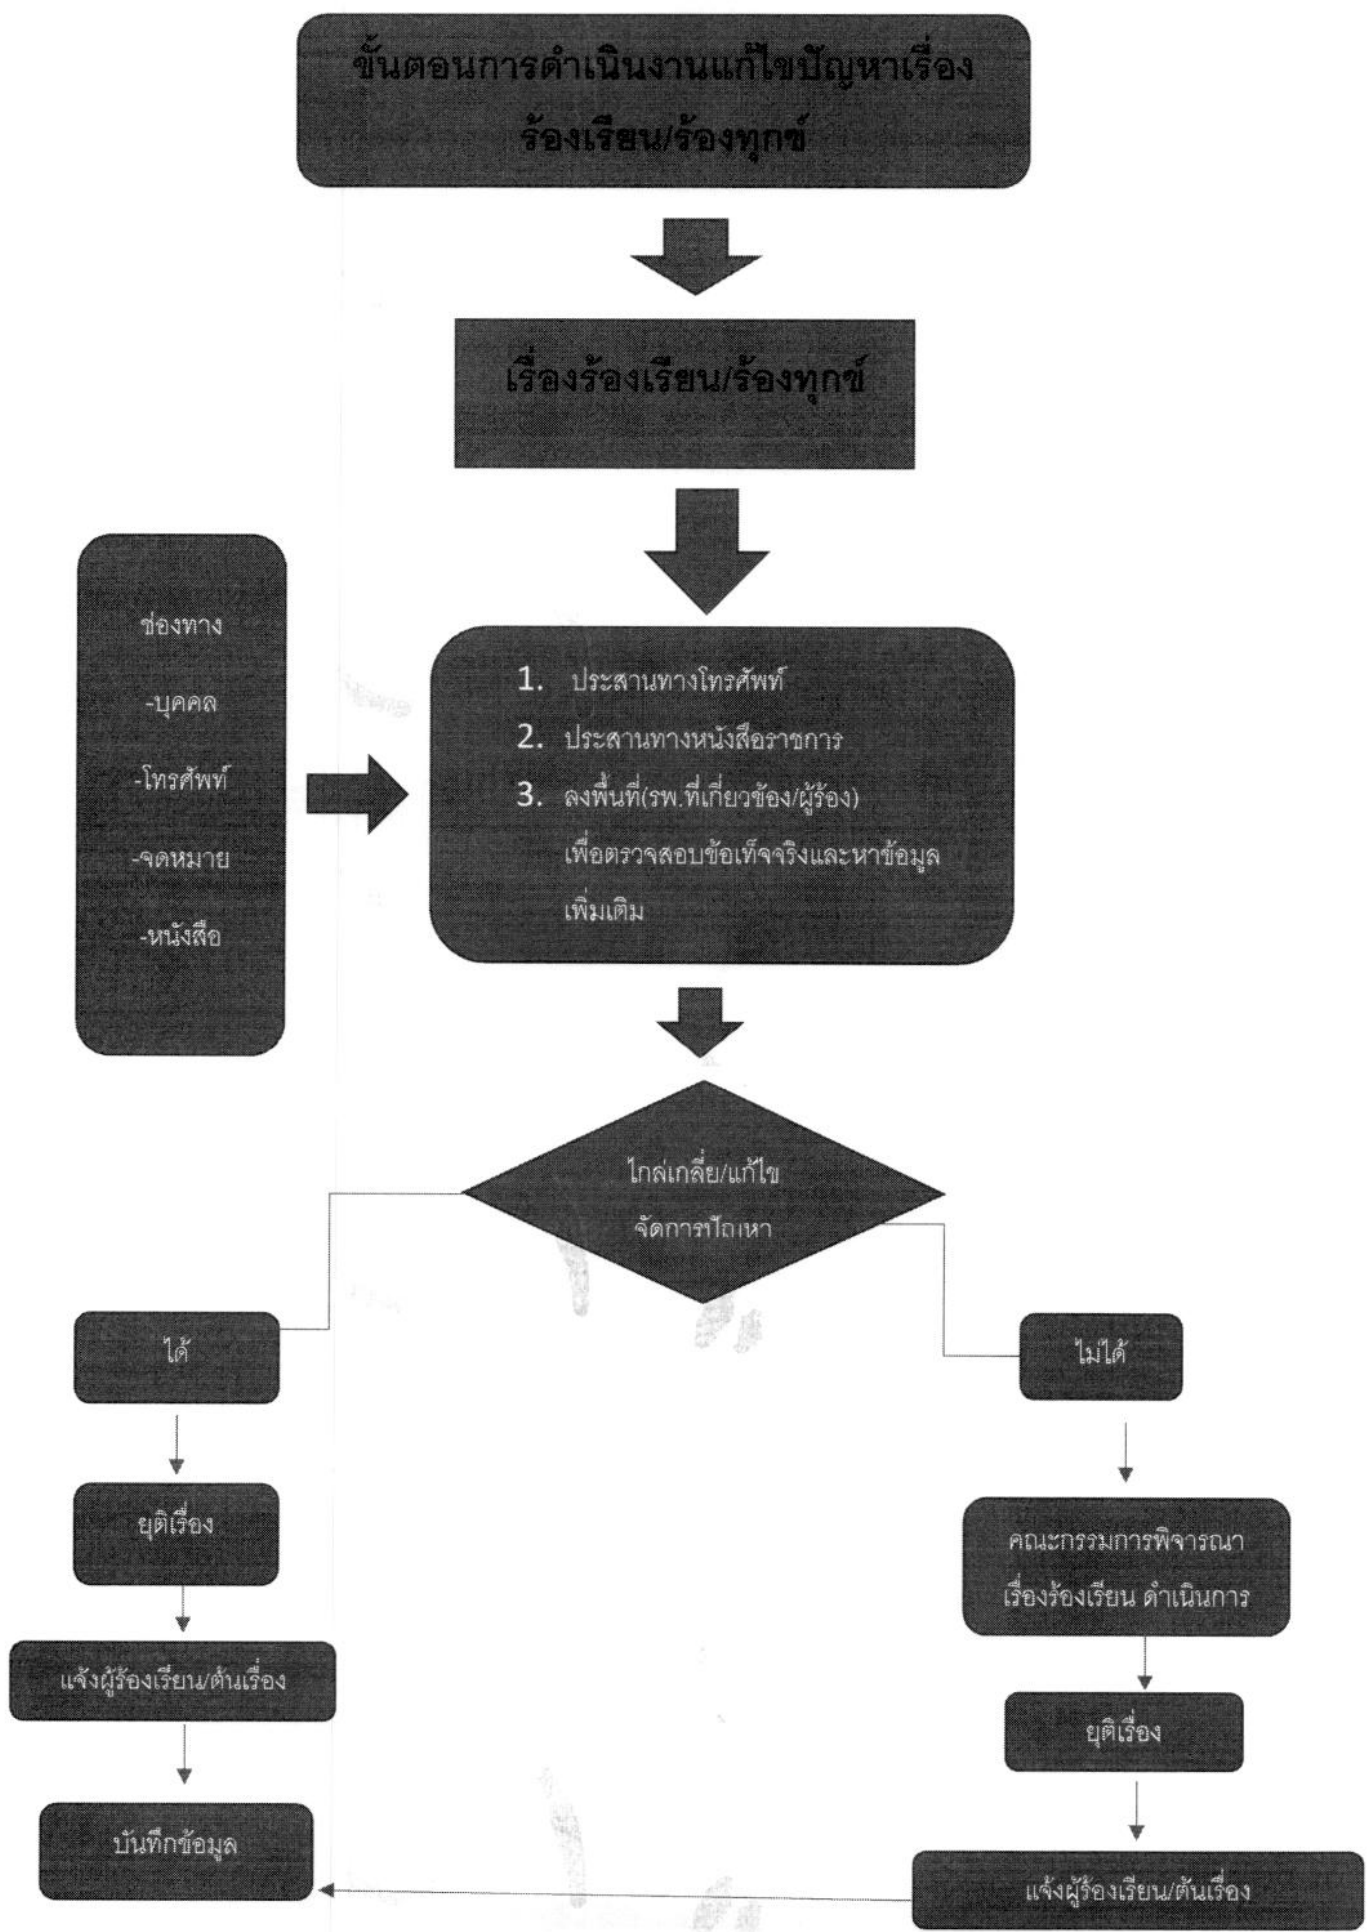 ขั้นตอนการดำเนินงานแก้ไขปัญหาเรื่อง
ร้องเรียน/ร้องทุกข์
เรื่องร้องเรียน/ร้องทุกข์
ช่องทาง
-บุคคล
-โทรศัพท์
-จดหมาย
-หนังสือ
1. ประสานทางโทรศัพท์
2. ประสานทางหนังสือราชการ
3. ลงพื้นที่(รพ.ที่เกี่ยวข้อง/ผู้ร้อง)
เพื่อตรวจสอบข้อเท็จจริงและหาข้อมูล
เพิ่มเติม
ไกล่เกลี่ย/แก้ไข
จัดการปัญหา
ได้
ไม่ได้
ยุติเรื่อง
คณะกรรมการพิจารณา
เรื่องร้องเรียน ดำเนินการ
แจ้งผู้ร้องเรียน/ต้นเรื่อง
ยุติเรื่อง
บันทึกข้อมูล
แจ้งผู้ร้องเรียน/ต้นเรื่อง